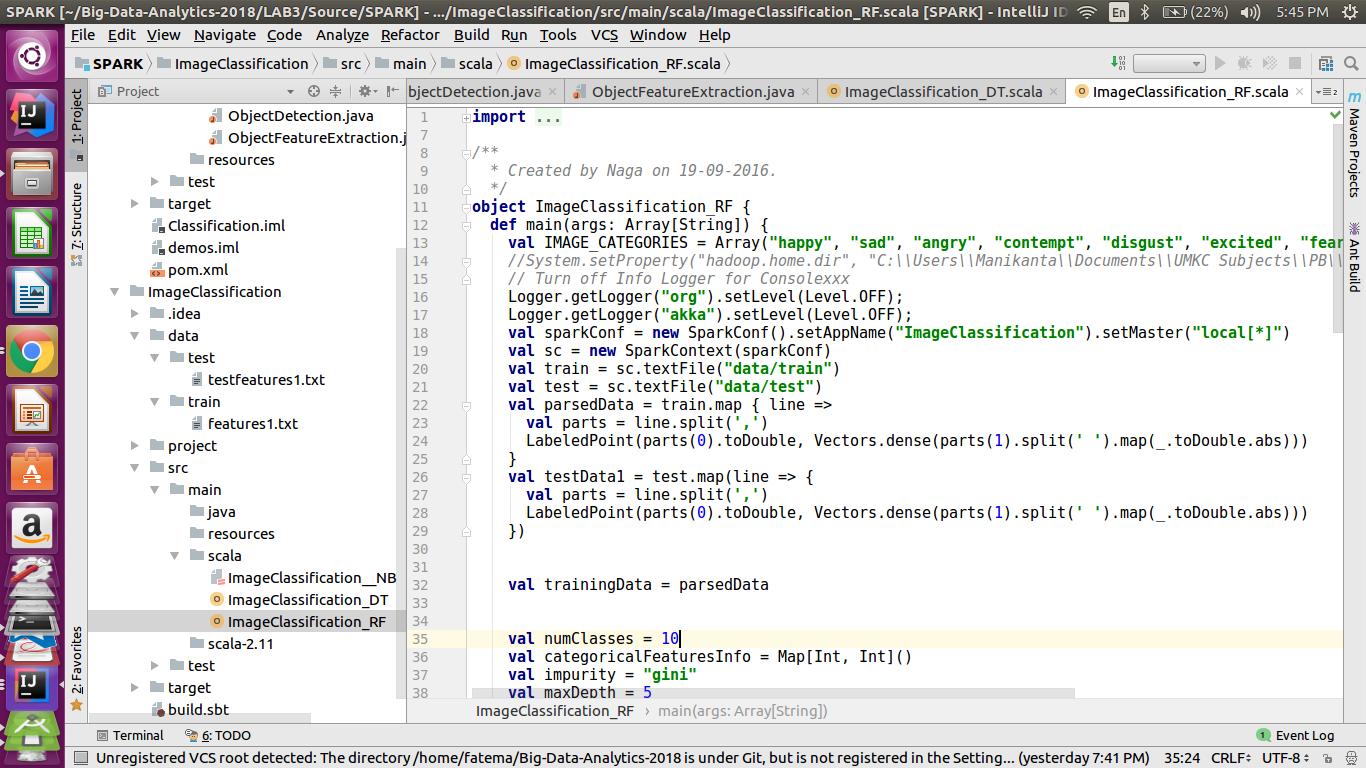 SPARK [~/Big-Data-Analytics-2018/LAB3/Source/SPARK] - .../ImageClassification/src/main/scala/ImageClassification_RF.scala [SPARK] - IntelliJ ID
En
(22%)
5:45 PM
File Edit View Navigate Code Analyze Refactor Build Run Tools VCS Window Help
SPARK ImageClassification src main scala ImageClassification_RF.scala
Project
bjectDetection.java
ObjectFeatureExtraction.java
ImageClassification_DT.scala
ImageClassification_RF.scala
1: Project
7: Structure
2: Favorites
ObjectDetection.java
ObjectFeatureExtraction.j
resources
test
target
Classification.iml
demos.iml
pom.xml
ImageClassification
.idea
data
test
testfeatures1.txt
train
features1.txt
project
src
main
java
resources
scala
ImageClassification__NB
ImageClassification_DT
ImageClassification_RF
scala-2.11
test
target
build.sbt
1 import ...
7
8 /**
9 * Created by Naga on 19-09-2016.
10 */
11 object ImageClassification_RF {
12 def main(args: Array[String]) {
13 val IMAGE_CATEGORIES = Array("happy", "sad", "angry", "contempt", "disgust", "excited", "fear
14 //System.setProperty("hadoop.home.dir", "C:\\Users\\Manikanta\\Documents\\UMKC Subjects\\PB\\
15 // Turn off Info Logger for Consolexxx
16 Logger.getLogger("org").setLevel(Level.OFF);
17 Logger.getLogger("akka").setLevel(Level.OFF);
18 val sparkConf = new SparkConf().setAppName("ImageClassification").setMaster("local[*]")
19 val sc = new SparkContext(sparkConf)
20 val train = sc.textFile("data/train")
21 val test = sc.textFile("data/test")
22 val parsedData = train.map { line =>
23 val parts = line.split(',')
24 LabeledPoint(parts(0).toDouble, Vectors.dense(parts(1).split(' ').map(_.toDouble.abs)))
25 }
26 val testData1 = test.map(line => {
27 val parts = line.split(',')
28 LabeledPoint(parts(0).toDouble, Vectors.dense(parts(1).split(' ').map(_.toDouble.abs)))
29 })
30
31
32 val trainingData = parsedData
33
34
35 val numClasses = 10
36 val categoricalFeaturesInfo = Map[Int, Int]()
37 val impurity = "gini"
38 val maxDepth = 5
ImageClassification_RF main(args: Array[String])
Maven Projects
Ant Build
Terminal
6: TODO
1 Event Log
Unregistered VCS root detected: The directory /home/fatema/Big-Data-Analytics-2018 is under Git, but is not registered in the Setting... (yesterday 7:41 PM) 35:24 CRLF UTF-8